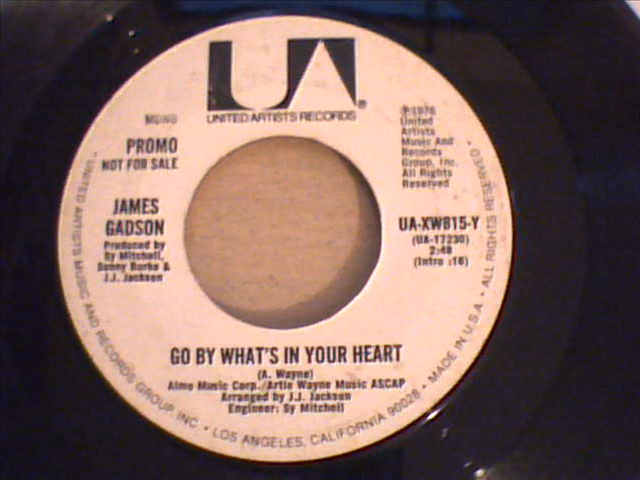 UA
UNITED ARTISTS RECORDS®
MONO
PROMO
NOT FOR SALE
JAMES
GADSON
Produced by
Sy Mitchell,
Sonny Burke &
J.J. Jackson
℗1976
United
Artists
Music And
Records
Group, Inc.
All Rights
Reserved
UA-XW815-Y
(UA-17230)
2:48
(Intro :16)
GO BY WHAT'S IN YOUR HEART
(A. Wayne)
Almo Music Corp./Artie Wayne Music ASCAP
Arranged by J.J. Jackson
Engineer: Sy Mitchell
• UNITED ARTISTS MUSIC AND RECORDS GROUP INC • LOS ANGELES, CALIFORNIA 90028 • MADE IN U.S.A. • ALL RIGHTS RESERVED •